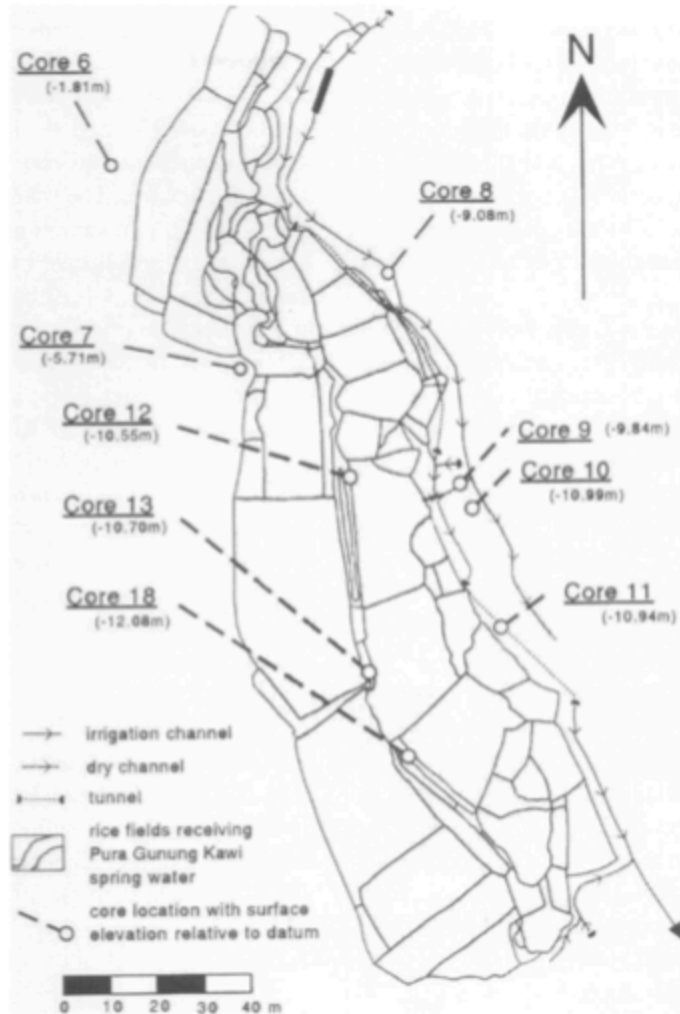 N
Core 6
(-1.81m)
Core 8
(-9.08m)
Core 7
(-5.71m)
Core 12
(-10.55m)
Core 9 (-9.84m)
Core 10
(-10.99m)
Core 13
(-10.70m)
Core 18
(-12.08m)
Core 11
(-10.94m)
irrigation channel
dry channel
tunnel
rice fields receiving
Pura Gunung Kawi
spring water
core location with surface
elevation relative to datum
0 10 20 30 40 m